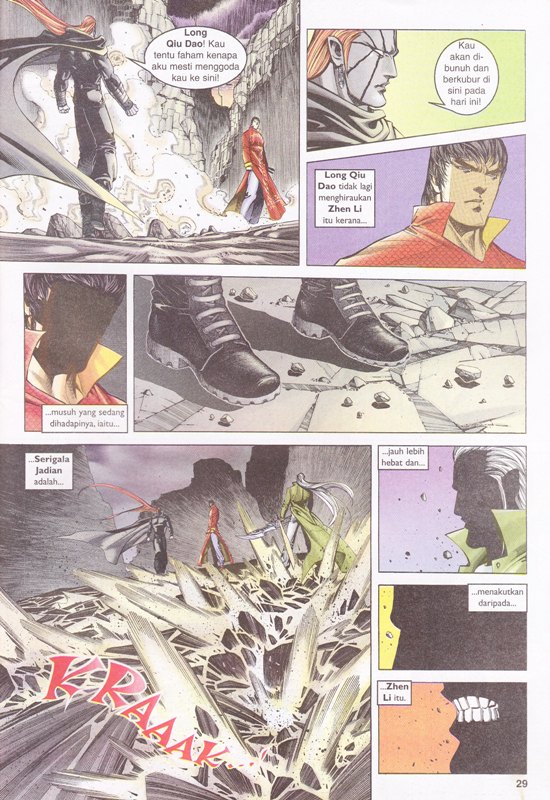 Long
Qiu Dao! Kau
tentu faham kenapa
aku mesti menggoda
kau ke sini!
Kau
akan di-
bunuh dan
berkubur di
sini pada
hari ini!
Long Qiu
Dao tidak lagi
menghiraukan
Zhen Li
itu kerana...
...musuh yang sedang
dihadapinya, iaitu...
...Serigala
Jadian
adalah...
...jauh lebih
hebat dan...
...menakutkan
daripada...
...Zhen
Li itu.
KRAAAK...!
29